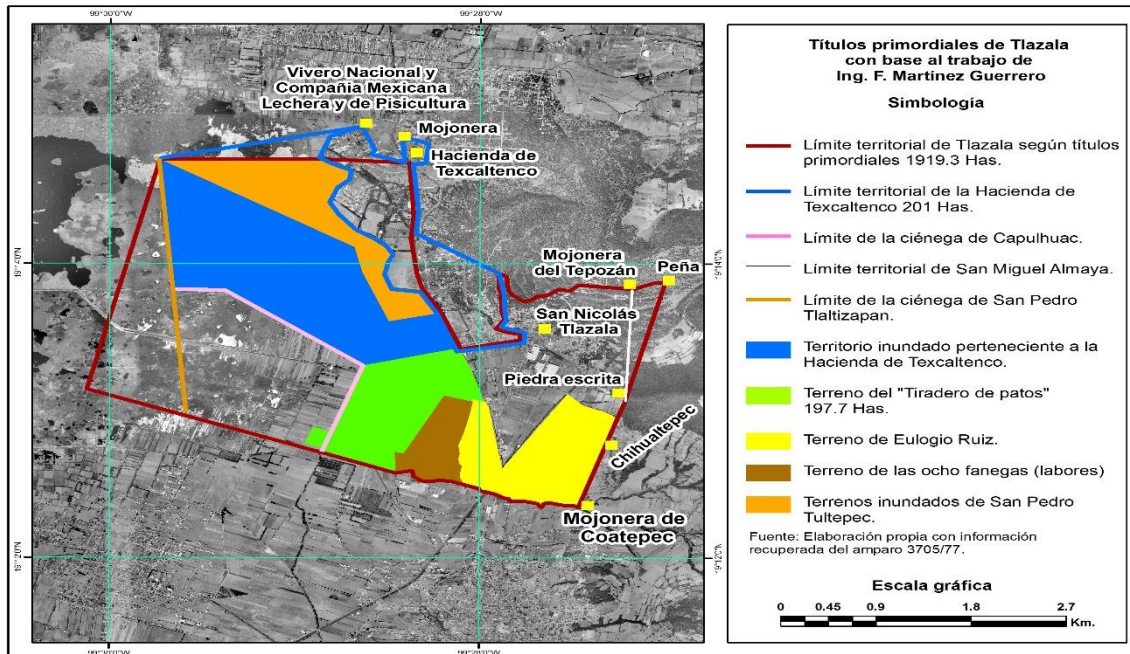 99°30'0"W
99°28'0"W
Vivero Nacional y
Compañia Mexicana
Lechera y de Pisicultura
Mojonera
Hacienda de
Texcaltenco
Mojonera
del Tepozán
Peña
San Nicolás
Tlazala
Piedra escrita
Chihualtepec
Mojonera de
Coatepec
19°14'0"N
19°12'0"N
Títulos primordiales de Tlazala
con base al trabajo de
Ing. F. Martínez Guerrero
Simbología
Límite territorial de Tlazala según títulos
primordiales 1919.3 Has.
Límite territorial de la Hacienda de
Texcaltenco 201 Has.
Límite de la ciénega de Capulhuac.
Límite territorial de San Miguel Almaya.
Límite de la ciénega de San Pedro
Tlaltizapan.
Territorio inundado perteneciente a la
Hacienda de Texcaltenco.
Terreno del "Tiradero de patos"
197.7 Has.
Terreno de Eulogio Ruiz.
Terreno de las ocho fanegas (labores)
Terrenos inundados de San Pedro
Tultepec.
Fuente: Elaboración propia con información
recuperada del amparo 3705/77.
Escala gráfica
0 0.45 0.9 1.8 2.7
Km.